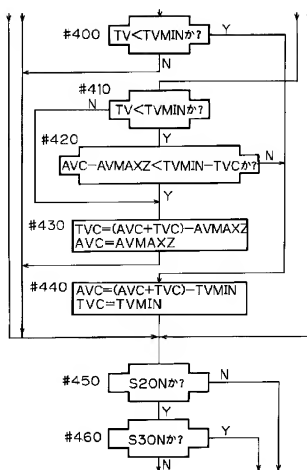 #400
TV<TVMINか?
Y
N
#410
N
TV<TVMINか?
Y
#420
AVC-AVMAXZ<TVMIN-TVCか?
N
Y
#430
TVC=(AVC+TVC)-AVMAXZ
AVC=AVMAXZ
#440
AVC=(AVC+TVC)-TVMIN
TVC=TVMIN
#450
S2ONか?
N
Y
#460
S3ONか?
Y
N